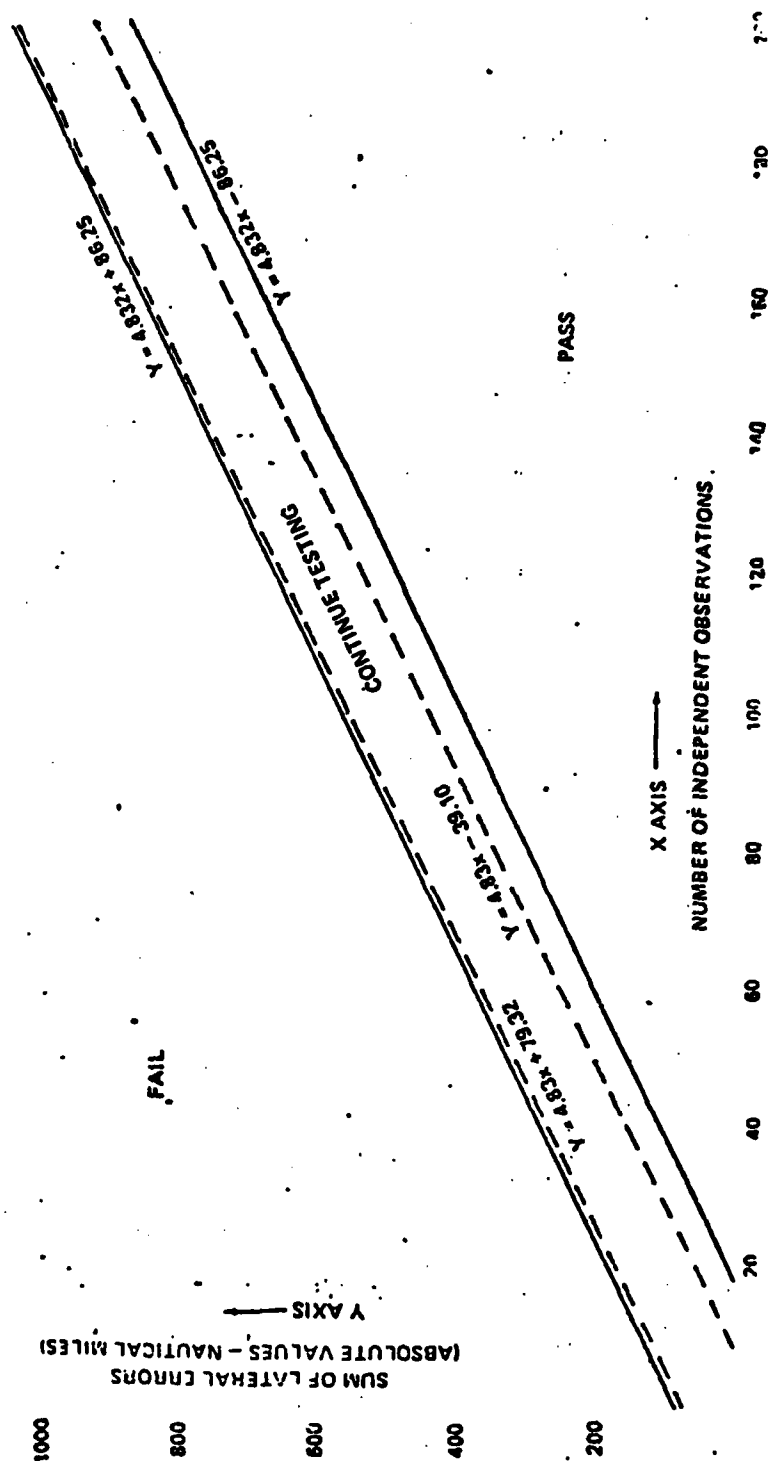 1000
800
600
400
200
SUM OF LATERAL ERRORS
(ABSOLUTE VALUES – NAUTICAL MILES)
Y AXIS
FAIL
Y = 4.832x + 86.25
CONTINUE TESTING
Y = 4.832x – 86.25
Y = 4.83x + 79.32
Y = 4.83x – 39.10
PASS
X AXIS
NUMBER OF INDEPENDENT OBSERVATIONS
20
40
60
80
100
120
140
160